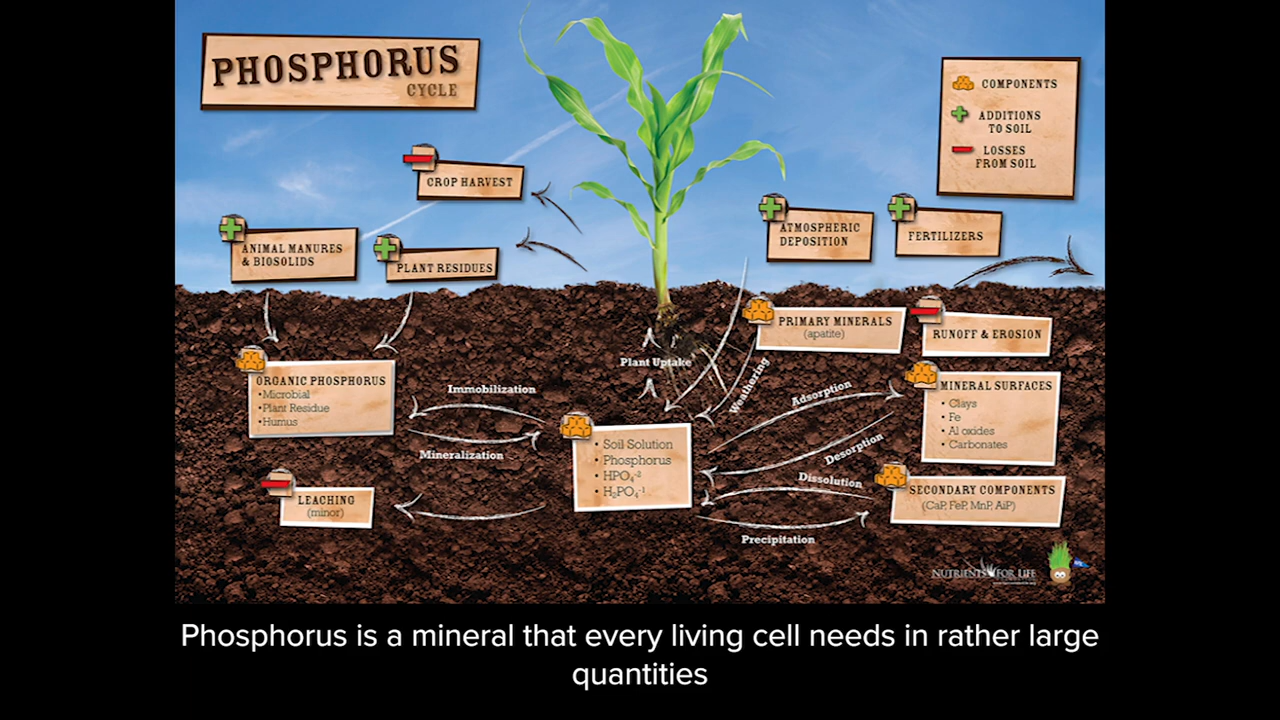 PHOSPHORUS
CYCLE
COMPONENTS
ADDITIONS
TO SOIL
LOSSES
FROM SOIL
CROP HARVEST
ANIMAL MANURES
& BIOSOLIDS
PLANT RESIDUES
ATMOSPHERIC
DEPOSITION
FERTILIZERS
PRIMARY MINERALS
(apatite)
RUNOFF & EROSION
Plant Uptake
Weathering
ORGANIC PHOSPHORUS
•Microbial
•Plant Residue
•Humus
Immobilization
Mineralization
Adsorption
Desorption
MINERAL SURFACES
• Clays
• Fe
• Al oxides
• Carbonates
• Soil Solution
• Phosphorus
• HPO₄⁻²
• H₂PO₄⁻¹
Dissolution
Precipitation
SECONDARY COMPONENTS
(CaP, FeP, MnP, AlP)
LEACHING
(minor)
NUTRIENTS FOR LIFE
Phosphorus is a mineral that every living cell needs in rather large
quantities